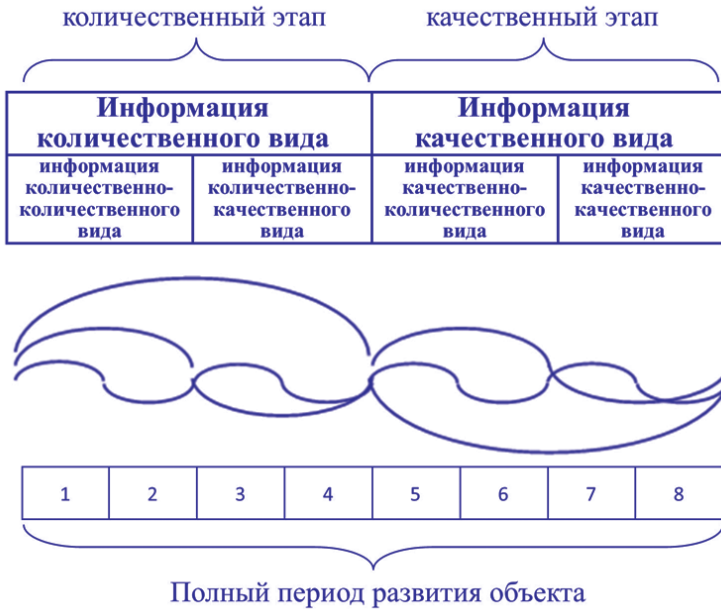 количественный этап
качественный этап
Информация
количественного вида
Информация
качественного вида
информация
количественно-
количественного
вида
информация
количественно-
качественного
вида
информация
качественно-
количественного
вида
информация
качественно-
качественного
вида
1 2 3 4 5 6 7 8
Полный период развития объекта